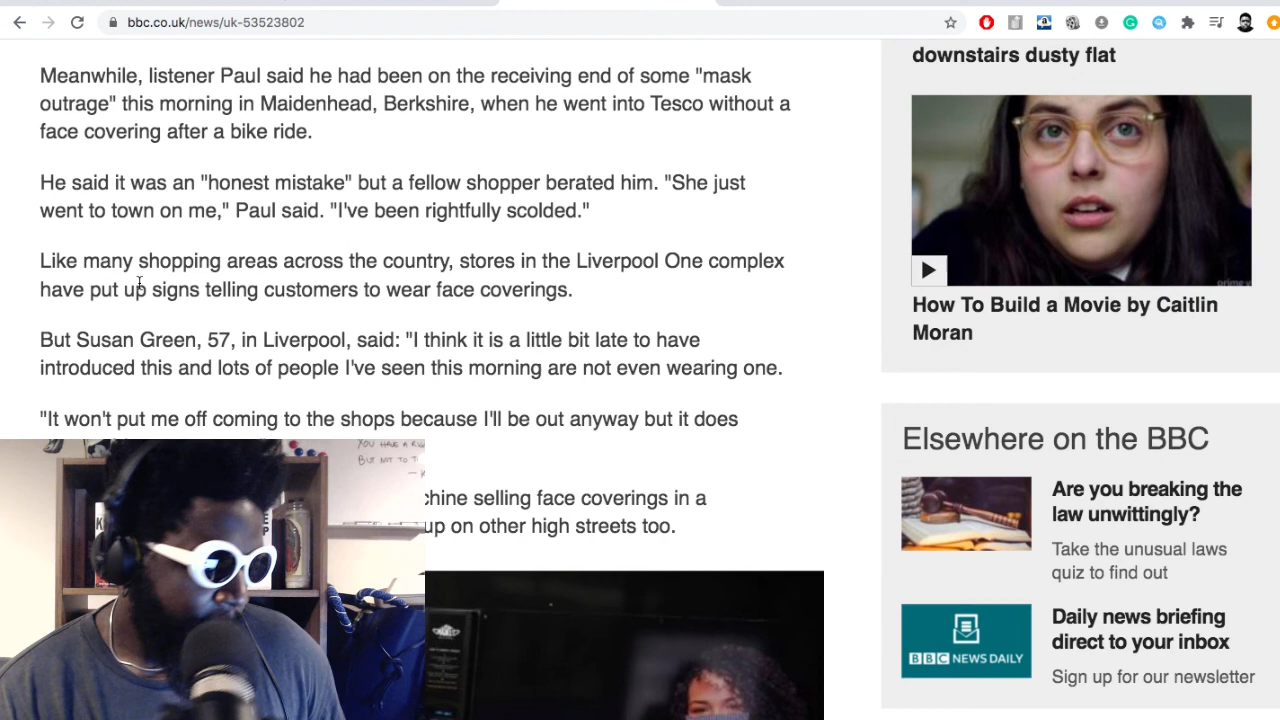 bbc.co.uk/news/uk-53523802
Meanwhile, listener Paul said he had been on the receiving end of some "mask
outrage" this morning in Maidenhead, Berkshire, when he went into Tesco without a
face covering after a bike ride.
He said it was an "honest mistake" but a fellow shopper berated him. "She just
went to town on me," Paul said. "I've been rightfully scolded."
Like many shopping areas across the country, stores in the Liverpool One complex
have put up signs telling customers to wear face coverings.
But Susan Green, 57, in Liverpool, said: "I think it is a little bit late to have
introduced this and lots of people I've seen this morning are not even wearing one.
"It won't put me off coming to the shops because I'll be out anyway but it does
YOU HAVE A
BUT NOT TO
chine selling face coverings in a
up on other high streets too.
downstairs dusty flat
prime
How To Build a Movie by Caitlin
Moran
Elsewhere on the BBC
Are you breaking the
law unwittingly?
Take the unusual laws
quiz to find out
BBC NEWS DAILY
Daily news briefing
direct to your inbox
Sign up for our newsletter